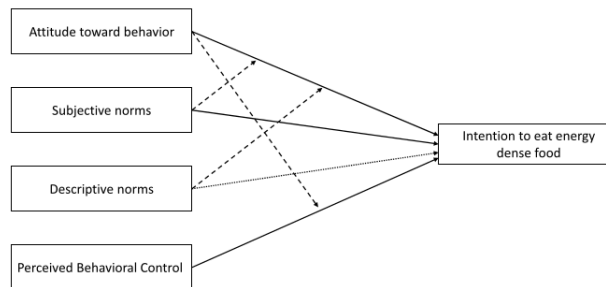 Attitude toward behavior
Subjective norms
Intention to eat energy
dense food
Descriptive norms
Perceived Behavioral Control